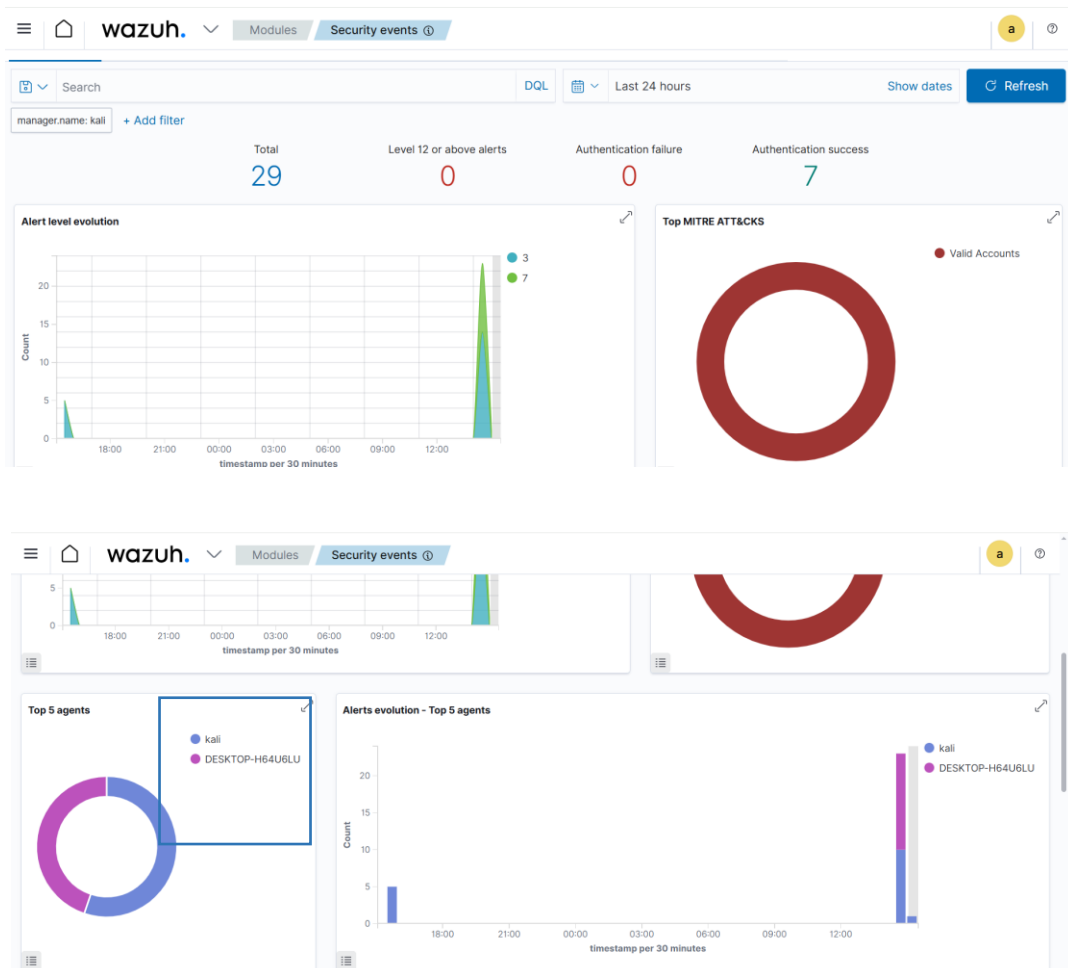 wazuh. Modules Security events a
Search DQL Last 24 hours Show dates Refresh
manager.name: kali + Add filter
Total Level 12 or above alerts Authentication failure Authentication success
29 0 0 7
Alert level evolution
3
7
20
15
10
5
0
Count
18:00 21:00 00:00 03:00 06:00 09:00 12:00
timestamp per 30 minutes
Top MITRE ATT&CKS
Valid Accounts
wazuh. Modules Security events a
5
0
18:00 21:00 00:00 03:00 06:00 09:00 12:00
timestamp per 30 minutes
Top 5 agents
kali
DESKTOP-H64U6LU
Alerts evolution - Top 5 agents
kali
DESKTOP-H64U6LU
20
15
10
5
0
Count
18:00 21:00 00:00 03:00 06:00 09:00 12:00
timestamp per 30 minutes